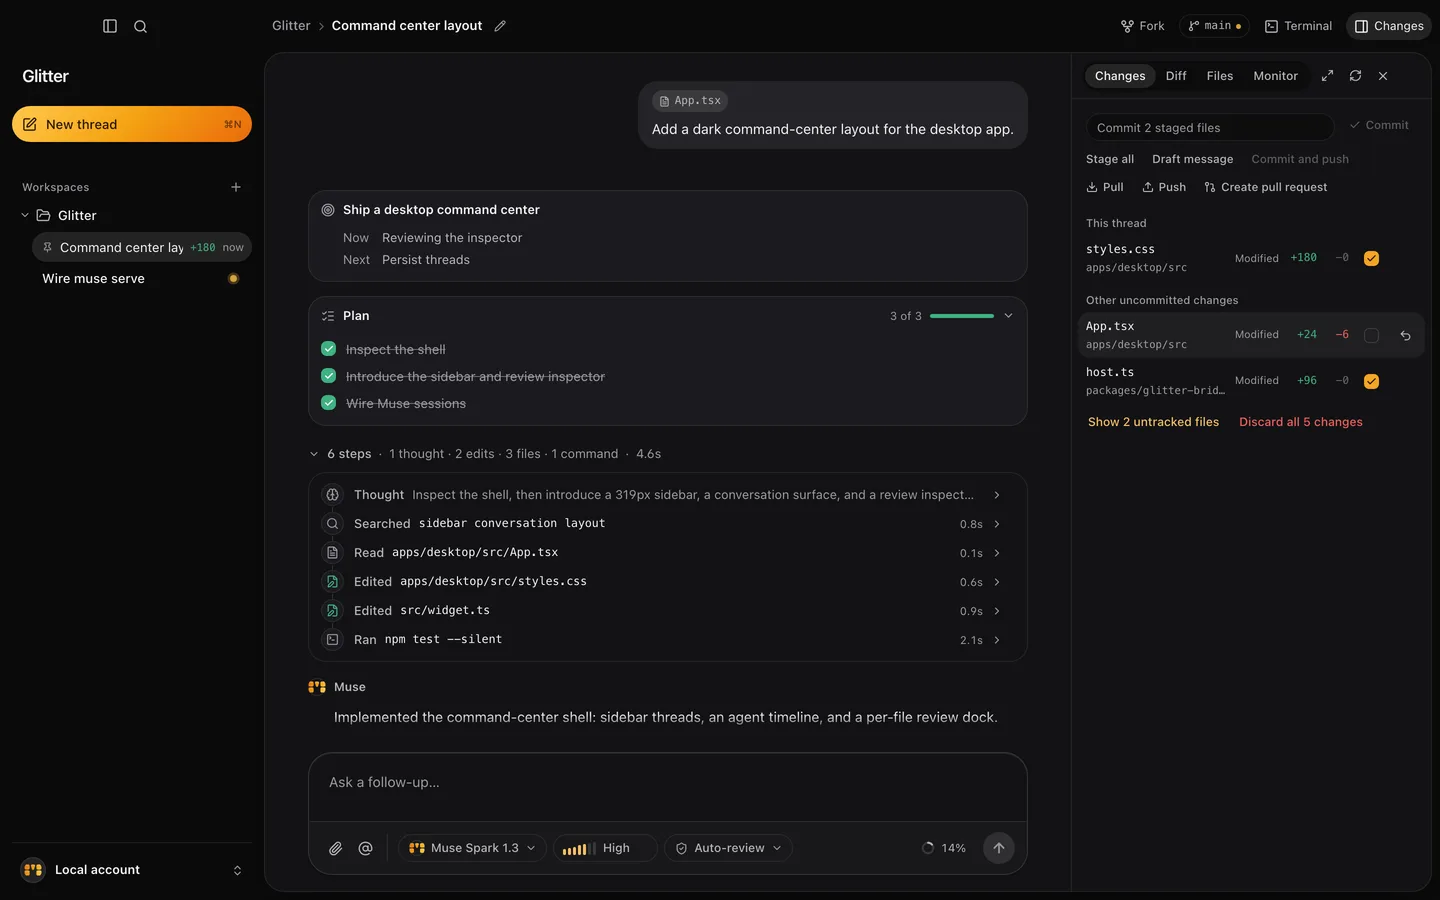 Glitter › Command center layout
Fork
main
Terminal
Changes
Glitter
New thread ⌘N
Workspaces
Glitter
Command center lay +180 now
Wire muse serve
Local account
App.tsx
Add a dark command-center layout for the desktop app.
Ship a desktop command center
Now Reviewing the inspector
Next Persist threads
Plan 3 of 3
Inspect the shell
Introduce the sidebar and review inspector
Wire Muse sessions
6 steps · 1 thought · 2 edits · 3 files · 1 command · 4.6s
Thought Inspect the shell, then introduce a 319px sidebar, a conversation surface, and a review inspect...
Searched sidebar conversation layout 0.8s
Read apps/desktop/src/App.tsx 0.1s
Edited apps/desktop/src/styles.css 0.6s
Edited src/widget.ts 0.9s
Ran npm test --silent 2.1s
Muse
Implemented the command-center shell: sidebar threads, an agent timeline, and a per-file review dock.
Ask a follow-up...
Muse Spark 1.3 High Auto-review 14%
Changes Diff Files Monitor
Commit 2 staged files Commit
Stage all Draft message Commit and push
Pull Push Create pull request
This thread
styles.css
apps/desktop/src
Modified +180 −0
Other uncommitted changes
App.tsx
apps/desktop/src
Modified +24 −6
host.ts
packages/glitter-brid…
Modified +96 −0
Show 2 untracked files Discard all 5 changes